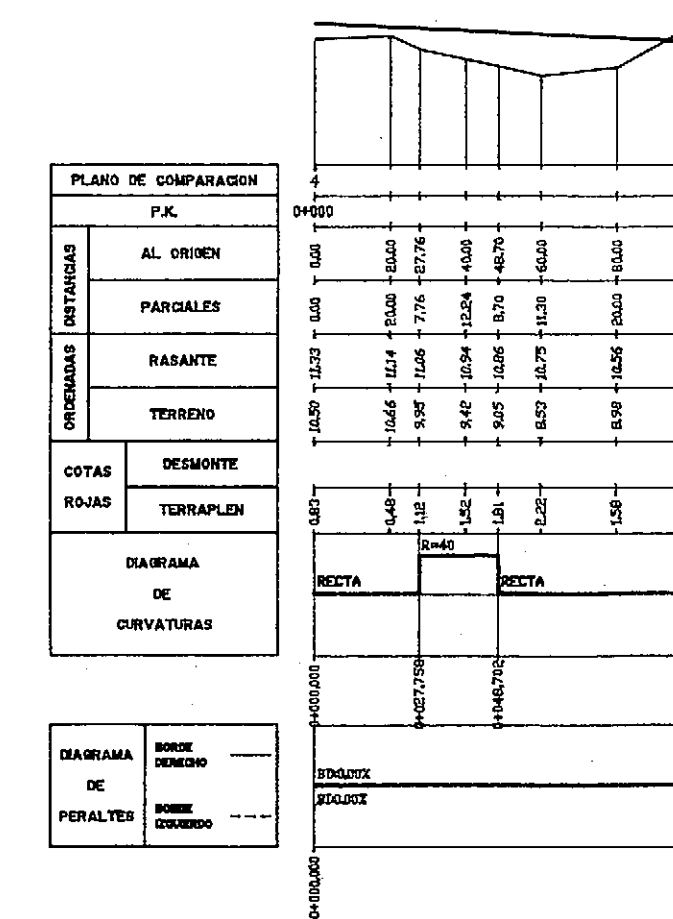 PLANO DE COMPARACION 4
P.K. 0+000
DISTANCIAS
AL ORIGEN 0.00 20.00 27.76 40.00 48.70 60.00 80.00
PARCIALES 0.00 20.00 7.76 12.24 8.70 11.30 20.00
ORDENADAS
RASANTE 11.33 11.14 11.06 10.94 10.86 10.75 10.56
TERRENO 10.50 10.66 9.95 9.42 9.05 8.53 8.98
COTAS
ROJAS
DESMONTE
TERRAPLEN 0.83 0.48 1.12 1.52 1.81 2.22 1.58
DIAGRAMA
DE
CURVATURAS
RECTA R=40 RECTA
0+000.000 0+027.758 0+048.702
DIAGRAMA
DE
PERALTES
BORDE
DERECHO
BORDE
IZQUIERDO
BD=0.00%
BI=0.00%
0+000.000